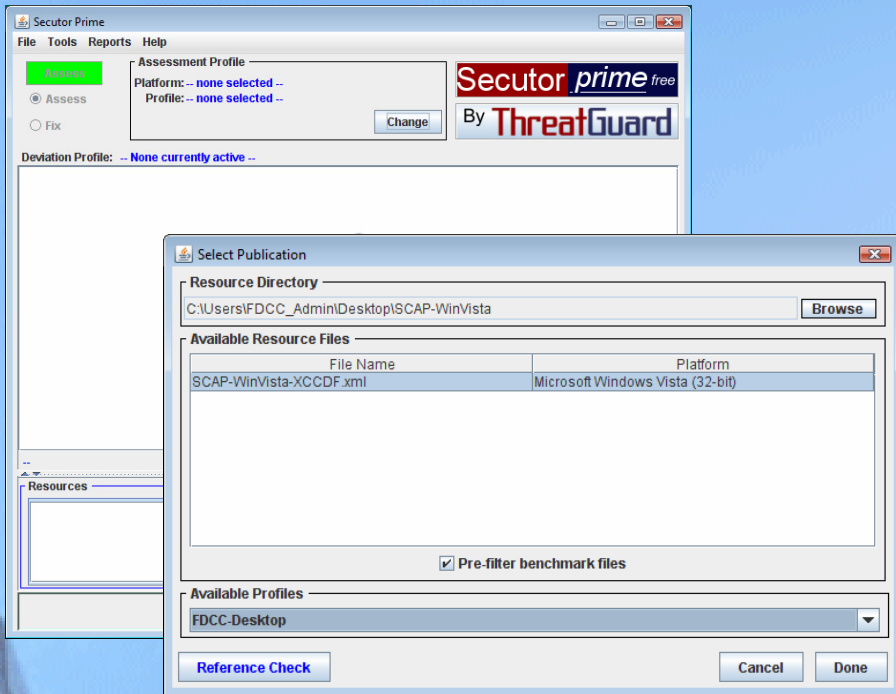 Secutor Prime
File Tools Reports Help
Assess
Assess
Fix
Assessment Profile
Platform: -- none selected --
Profile: -- none selected --
Change
Secutor prime free
By ThreatGuard
Deviation Profile: -- None currently active --
--
Resources
Select Publication
Resource Directory
C:\Users\FDCC_Admin\Desktop\SCAP-WinVista
Browse
Available Resource Files
File Name Platform
SCAP-WinVista-XCCDF.xml Microsoft Windows Vista (32-bit)
Pre-filter benchmark files
Available Profiles
FDCC-Desktop
Reference Check Cancel Done